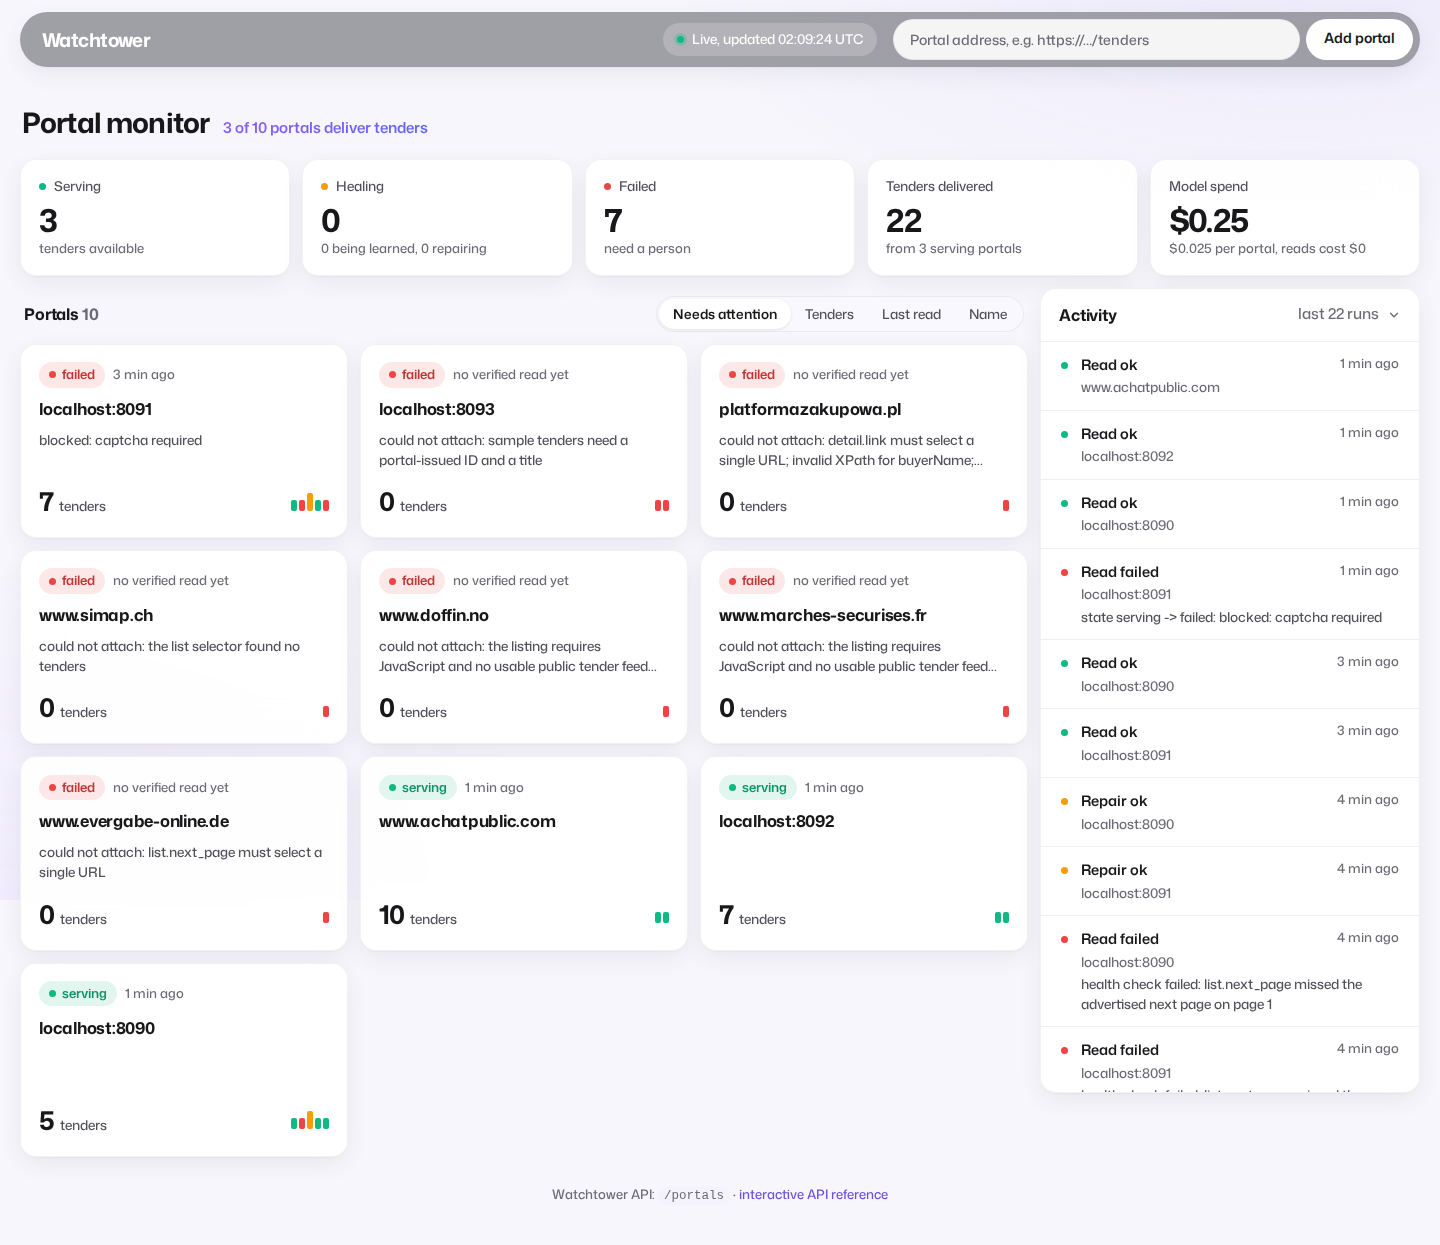 Watchtower
Live, updated 02:09:24 UTC
Portal address, e.g. https://.../tenders
Add portal
Portal monitor
3 of 10 portals deliver tenders
Serving
3
tenders available
Healing
0
0 being learned, 0 repairing
Failed
7
need a person
Tenders delivered
22
from 3 serving portals
Model spend
$0.25
$0.025 per portal, reads cost $0
Portals 10
Needs attention
Tenders
Last read
Name
failed
3 min ago
localhost:8091
blocked: captcha required
7 tenders
failed
no verified read yet
localhost:8093
could not attach: sample tenders need a
portal-issued ID and a title
0 tenders
failed
no verified read yet
platformazakupowa.pl
could not attach: detail.link must select a
single URL; invalid XPath for buyerName;...
0 tenders
failed
no verified read yet
www.simap.ch
could not attach: the list selector found no
tenders
0 tenders
failed
no verified read yet
www.doffin.no
could not attach: the listing requires
JavaScript and no usable public tender feed...
0 tenders
failed
no verified read yet
www.marches-securises.fr
could not attach: the listing requires
JavaScript and no usable public tender feed...
0 tenders
failed
no verified read yet
www.evergabe-online.de
could not attach: list.next_page must select a
single URL
0 tenders
serving
1 min ago
www.achatpublic.com
10 tenders
serving
1 min ago
localhost:8092
7 tenders
serving
1 min ago
localhost:8090
5 tenders
Activity
last 22 runs
Read ok
1 min ago
www.achatpublic.com
Read ok
1 min ago
localhost:8092
Read ok
1 min ago
localhost:8090
Read failed
1 min ago
localhost:8091
state serving -> failed: blocked: captcha required
Read ok
3 min ago
localhost:8090
Read ok
3 min ago
localhost:8091
Repair ok
4 min ago
localhost:8090
Repair ok
4 min ago
localhost:8091
Read failed
4 min ago
localhost:8090
health check failed: list.next_page missed the
advertised next page on page 1
Read failed
4 min ago
localhost:8091
Watchtower API: /portals · interactive API reference